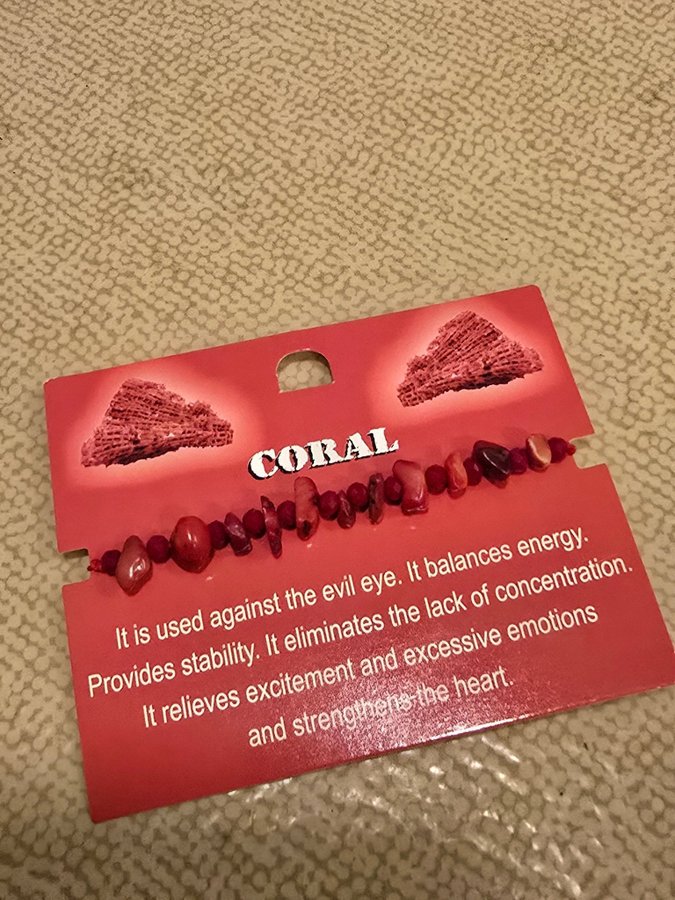 CORAL
It is used against the evil eye. It balances energy.
Provides stability. It eliminates the lack of concentration.
It relieves excitement and excessive emotions
and strengthens the heart.